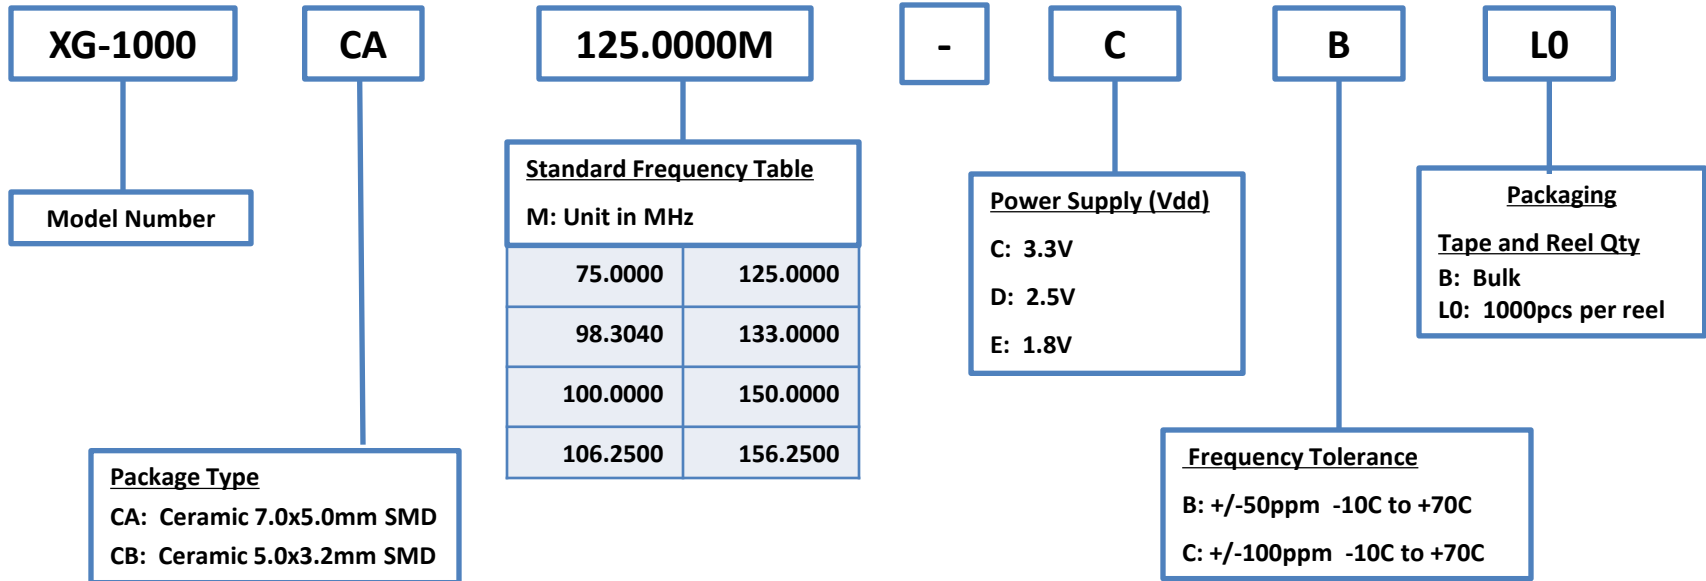 XG-1000 CA 125.0000M - C B L0
Model Number
Standard Frequency Table
M: Unit in MHz
75.0000 125.0000
98.3040 133.0000
100.0000 150.0000
106.2500 156.2500
Power Supply (Vdd)
C: 3.3V
D: 2.5V
E: 1.8V
Packaging
Tape and Reel Qty
B: Bulk
L0: 1000pcs per reel
Package Type
CA: Ceramic 7.0x5.0mm SMD
CB: Ceramic 5.0x3.2mm SMD
Frequency Tolerance
B: +/-50ppm -10C to +70C
C: +/-100ppm -10C to +70C